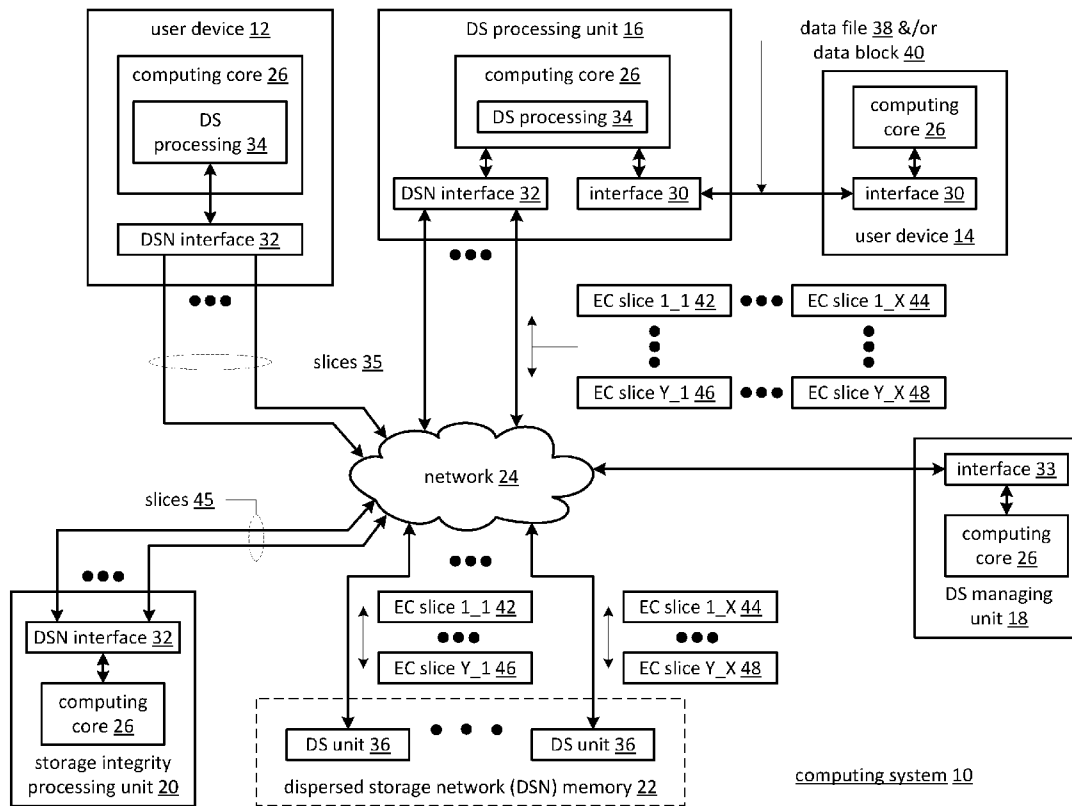 user device 12
computing core 26
DS
processing 34
DSN interface 32
DS processing unit 16
computing core 26
DS processing 34
DSN interface 32
interface 30
data file 38 &/or
data block 40
computing
core 26
interface 30
user device 14
EC slice 1_1 42
EC slice 1_X 44
EC slice Y_1 46
EC slice Y_X 48
slices 35
network 24
interface 33
computing
core 26
DS managing
unit 18
slices 45
DSN interface 32
computing
core 26
storage integrity
processing unit 20
EC slice 1_1 42
EC slice 1_X 44
EC slice Y_1 46
EC slice Y_X 48
DS unit 36
DS unit 36
dispersed storage network (DSN) memory 22
computing system 10